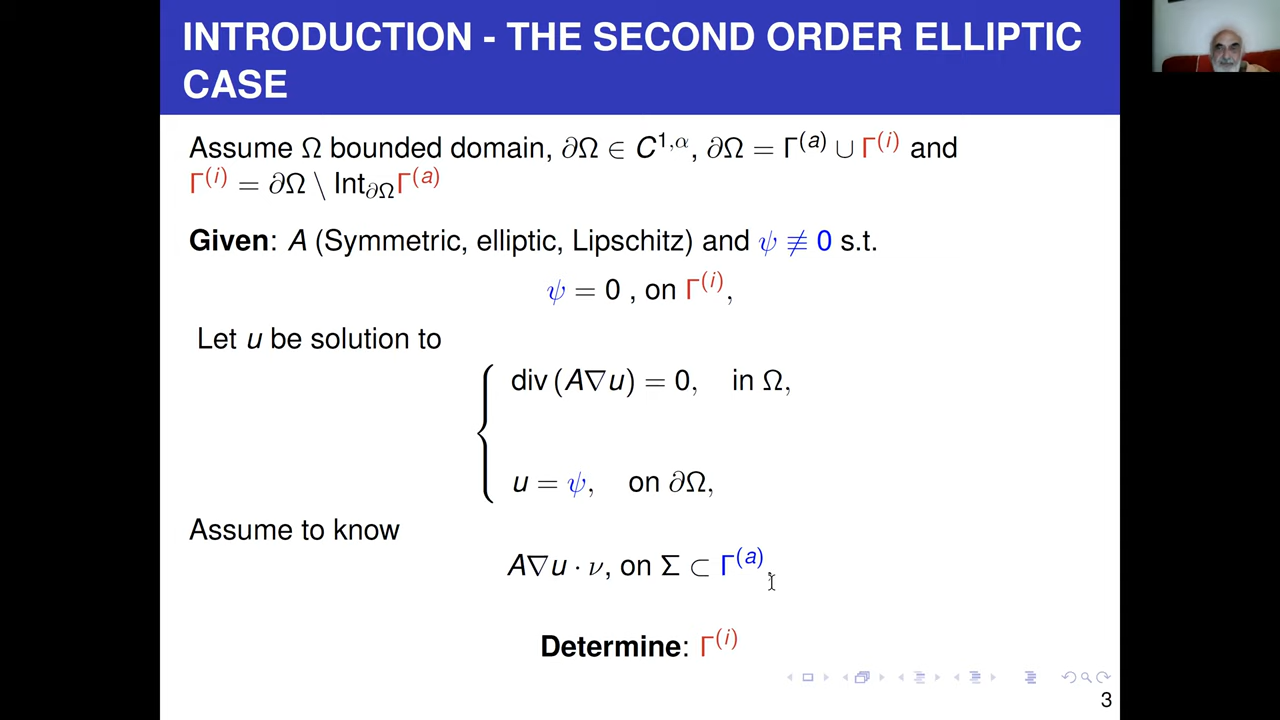 INTRODUCTION - THE SECOND ORDER ELLIPTIC
CASE
Assume Ω bounded domain, ∂Ω ∈ C^{1,α}, ∂Ω = Γ^{(a)} ∪ Γ^{(i)} and
Γ^{(i)} = ∂Ω \ Int_{∂Ω}Γ^{(a)}
Given: A (Symmetric, elliptic, Lipschitz) and ψ ≢ 0 s.t.
ψ = 0 , on Γ^{(i)},
Let u be solution to
div (A∇u) = 0, in Ω,
u = ψ, on ∂Ω,
Assume to know
A∇u · ν, on Σ ⊂ Γ^{(a)}.
Determine: Γ^{(i)}
3